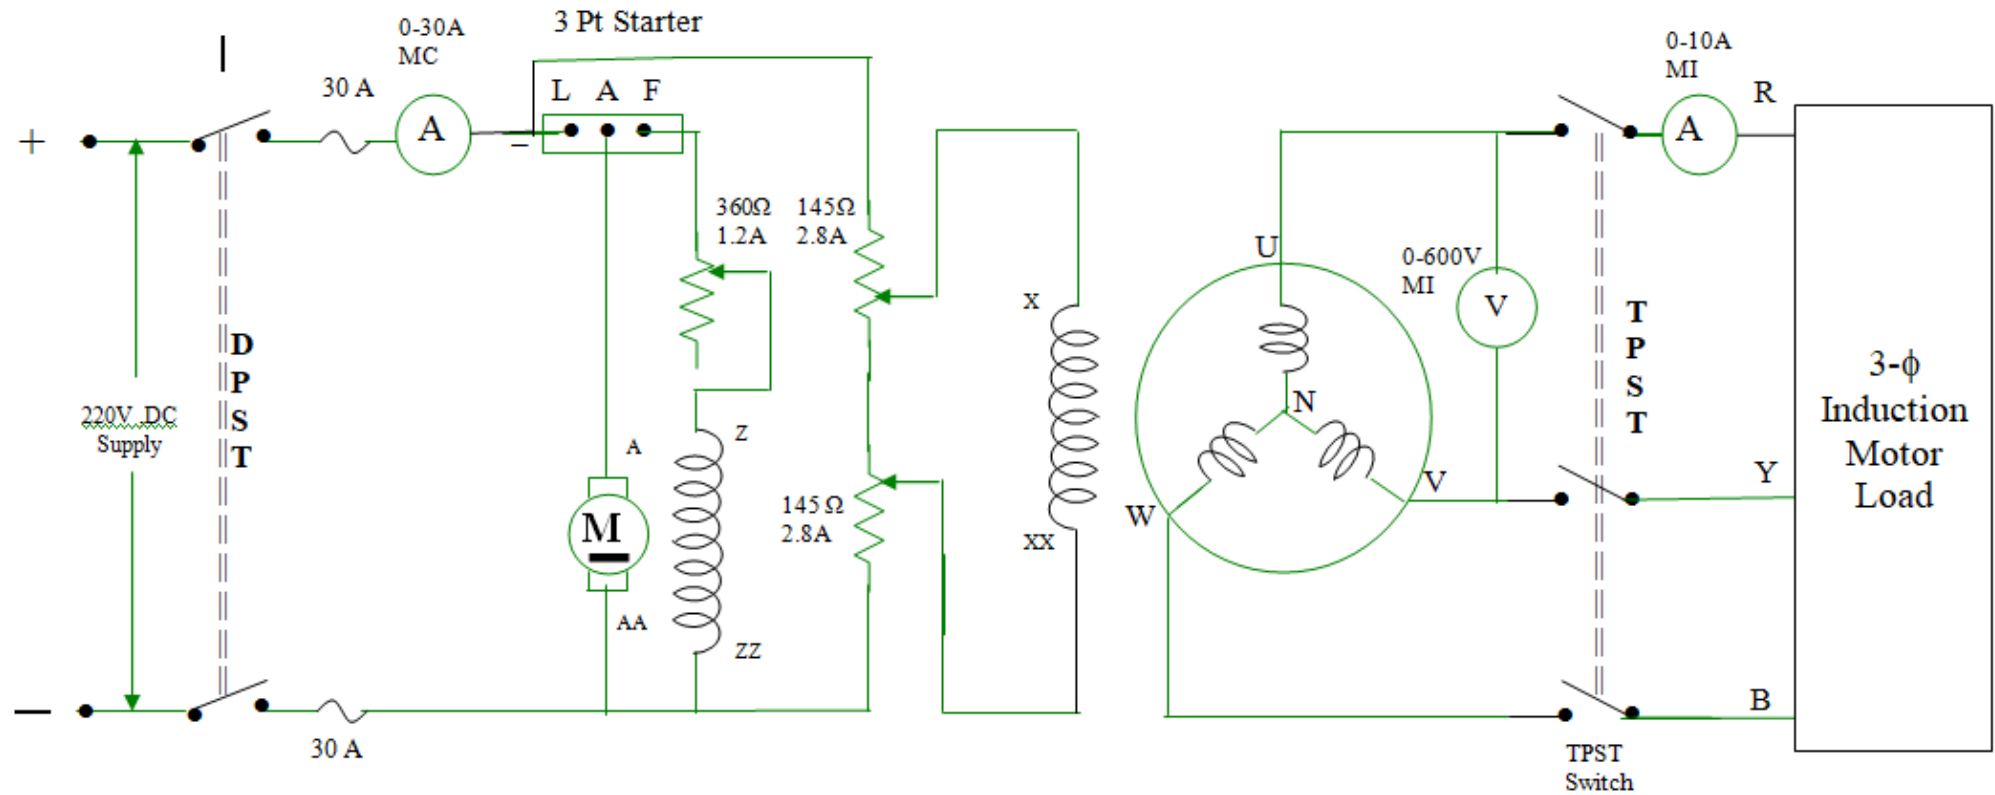 3 Pt Starter
0-30A
MC
30 A
A
L A F
+
–
220V ,DC
Supply
D
P
S
T
360Ω
1.2A
145Ω
2.8A
A
M
AA
Z
ZZ
145 Ω
2.8A
30 A
X
XX
U
N
V
W
0-600V
MI
V
0-10A
MI
A
R
Y
B
T
P
S
T
TPST
Switch
3-ϕ
Induction
Motor
Load